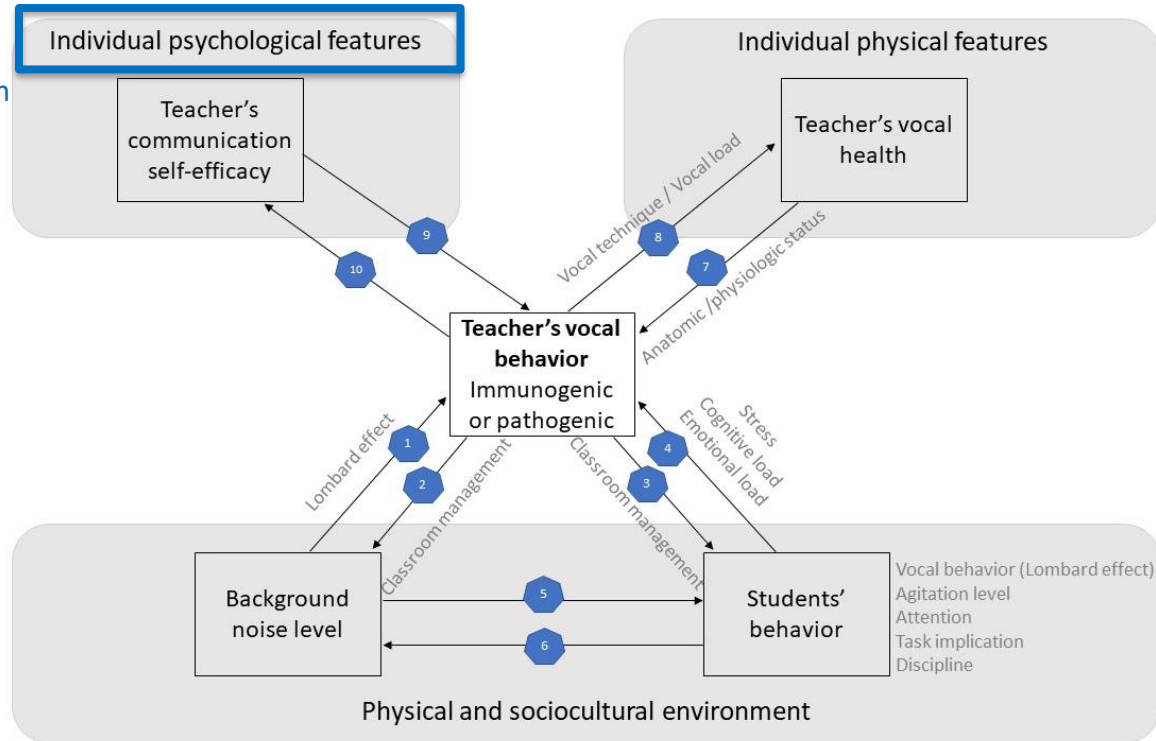 Individual psychological features
Individual physical features
Teacher's
communication
self-efficacy
Teacher's vocal
health
9
10
Vocal technique / Vocal load
8
7
Anatomic /physiologic status
Teacher's vocal
behavior
Immunogenic
or pathogenic
Lombard effect
1
2
Classroom management
Classroom management
3
4
Stress
Cognitive load
Emotional load
Background
noise level
5
6
Students'
behavior
Vocal behavior (Lombard effect)
Agitation level
Attention
Task implication
Discipline
Physical and sociocultural environment